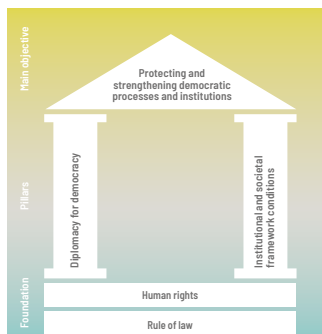 Main objective
Protecting and
strengthening democratic
processes and institutions
Pillars
Diplomacy for democracy
Institutional and societal
framework conditions
Foundation
Human rights
Rule of law